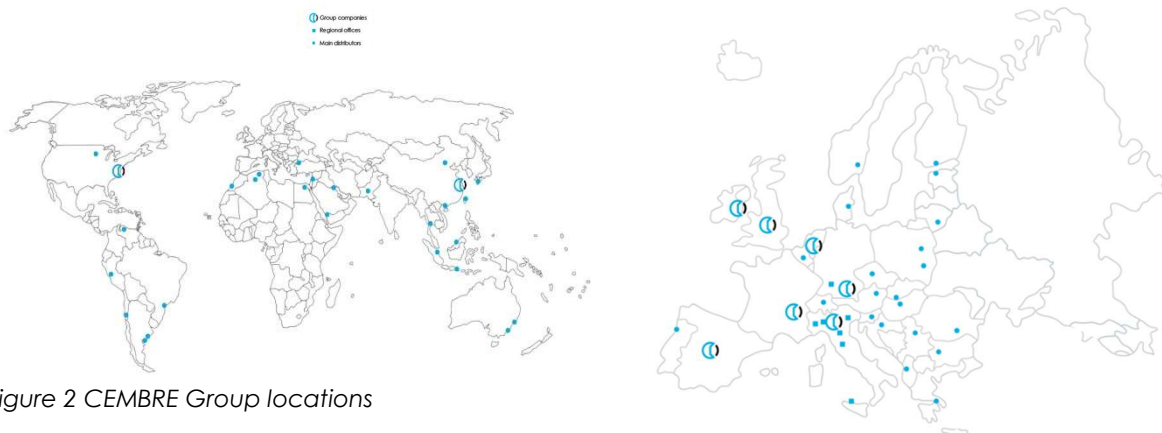 Group companies
Regional offices
Main distributors
igure 2 CEMBRE Group locations